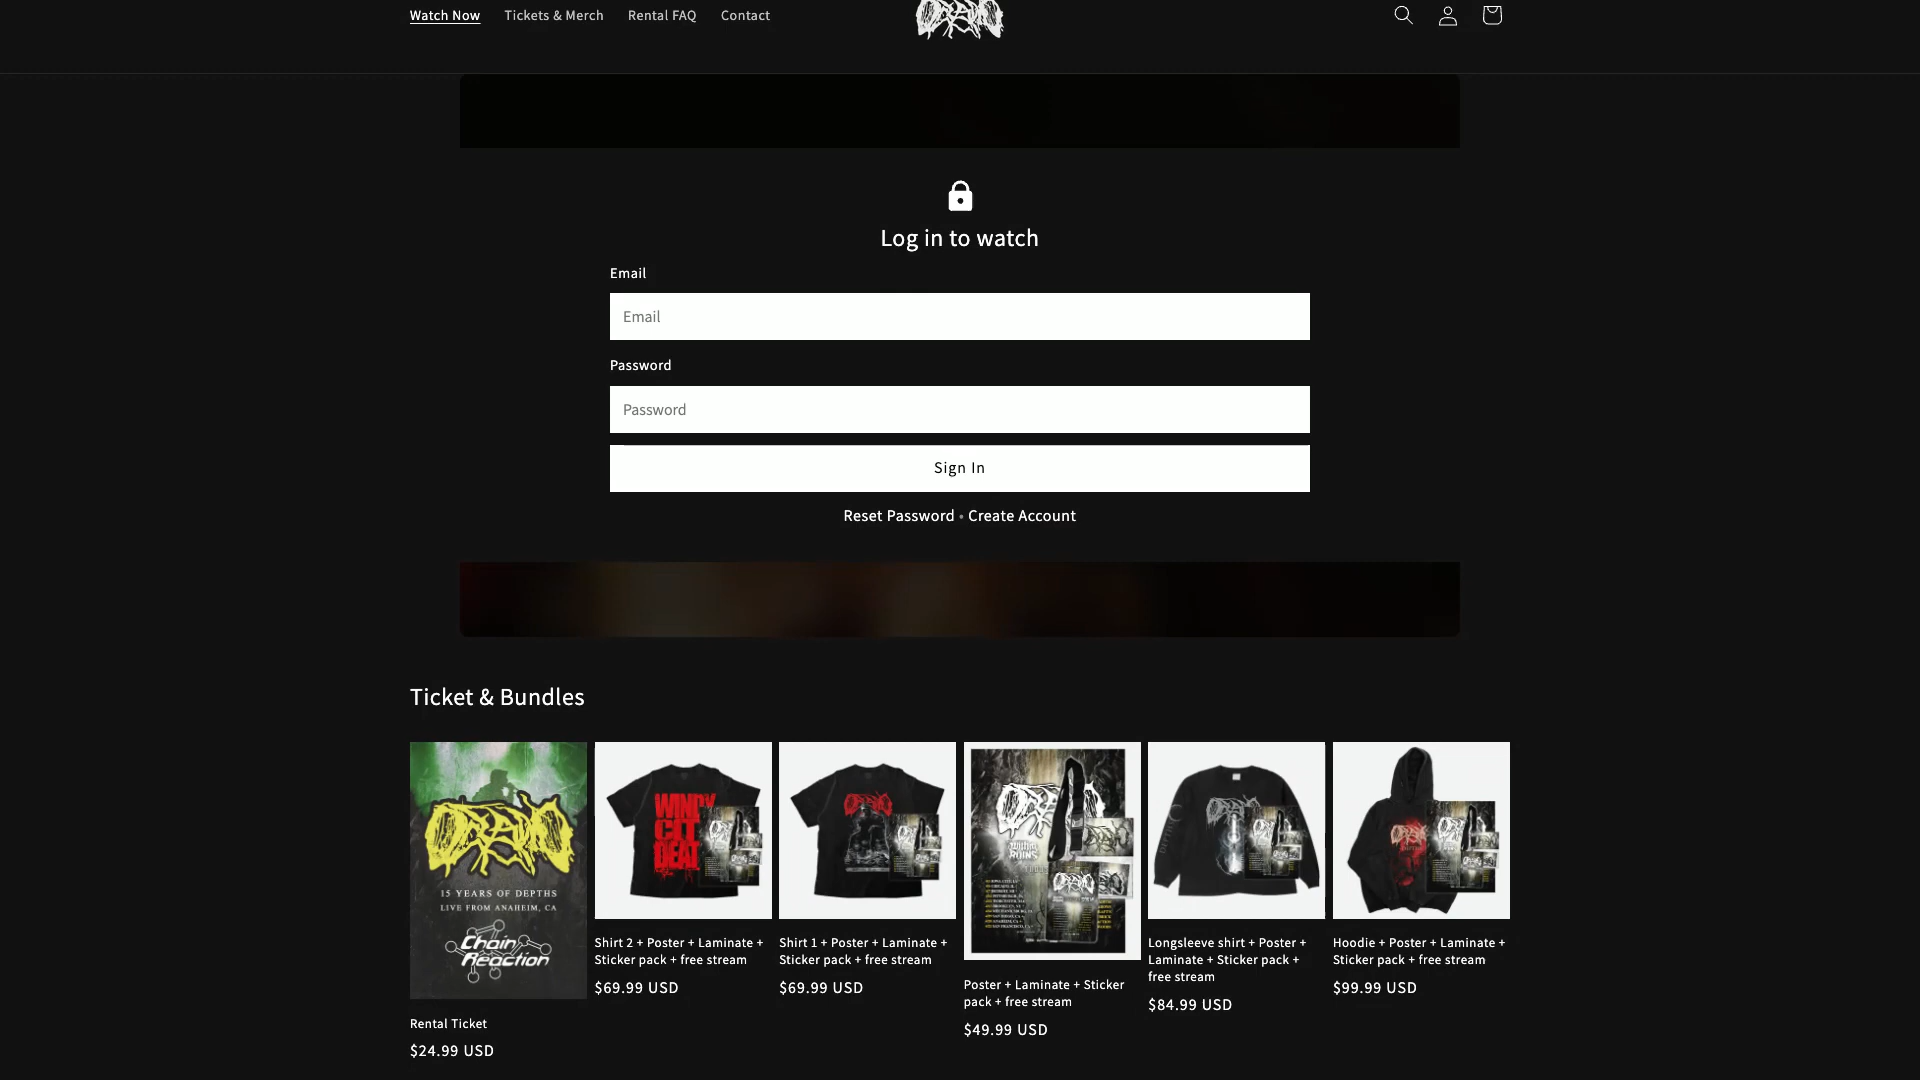 Watch Now
Tickets & Merch
Rental FAQ
Contact
Log in to watch
Email
Email
Password
Password
Sign In
Reset Password • Create Account
Ticket & Bundles
15 YEARS OF DEPTHS
LIVE FROM ANAHEIM, CA
Chain
Reaction
Rental Ticket
$24.99 USD
WINDY
CITY
DEAT
Shirt 2 + Poster + Laminate +
Sticker pack + free stream
$69.99 USD
Shirt 1 + Poster + Laminate +
Sticker pack + free stream
$69.99 USD
Poster + Laminate + Sticker
pack + free stream
$49.99 USD
Longsleeve shirt + Poster +
Laminate + Sticker pack +
free stream
$84.99 USD
Hoodie + Poster + Laminate +
Sticker pack + free stream
$99.99 USD